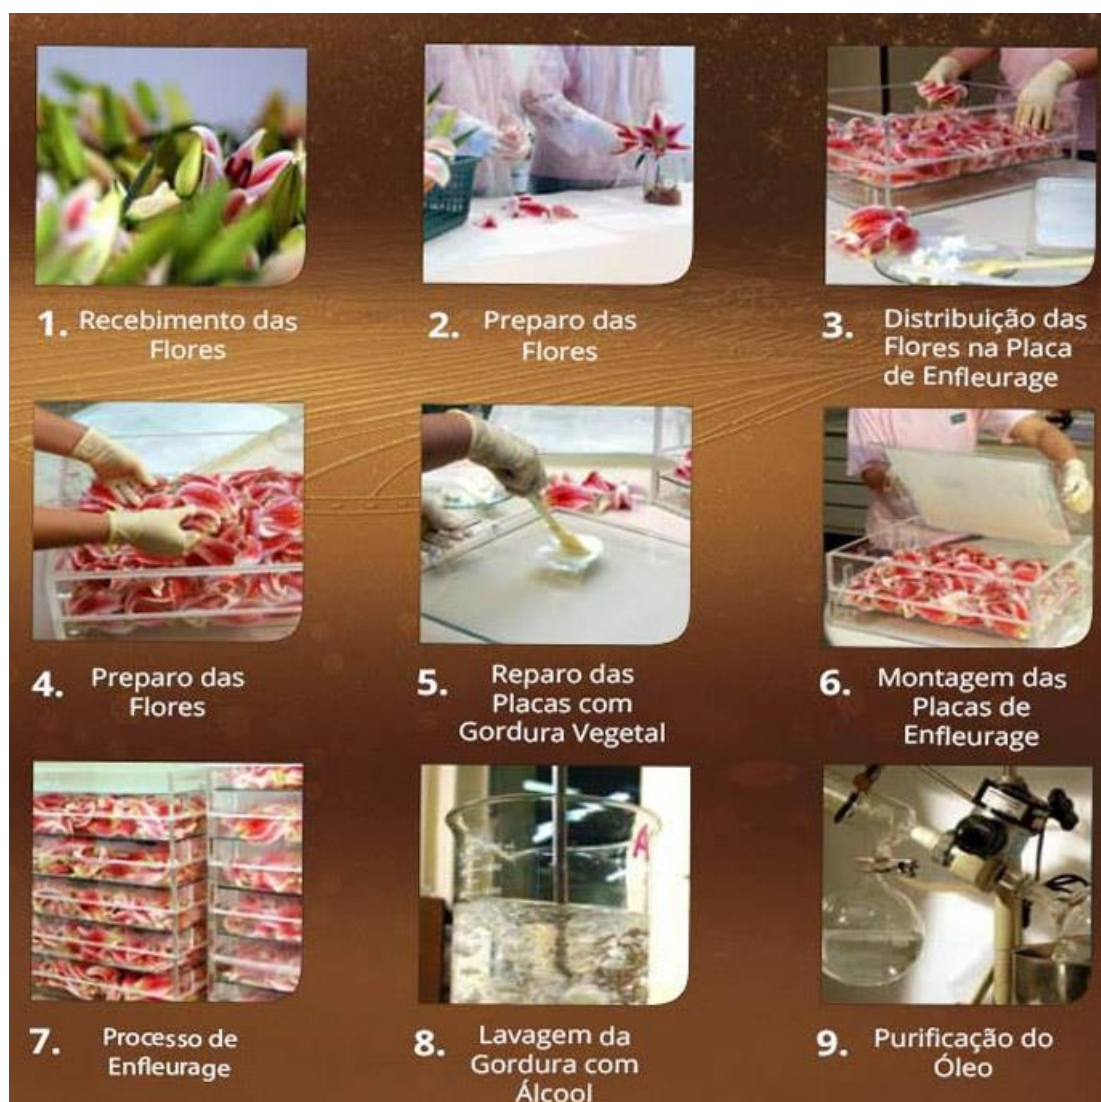 1. Recebimento das
Flores
2. Preparo das
Flores
3. Distribuição das
Flores na Placa
de Enfleurage
4. Preparo das
Flores
5. Reparo das
Placas com
Gordura Vegetal
6. Montagem das
Placas de
Enfleurage
7. Processo de
Enfleurage
A
8. Lavagem da
Gordura com
Álcool
9. Purificação do
Óleo